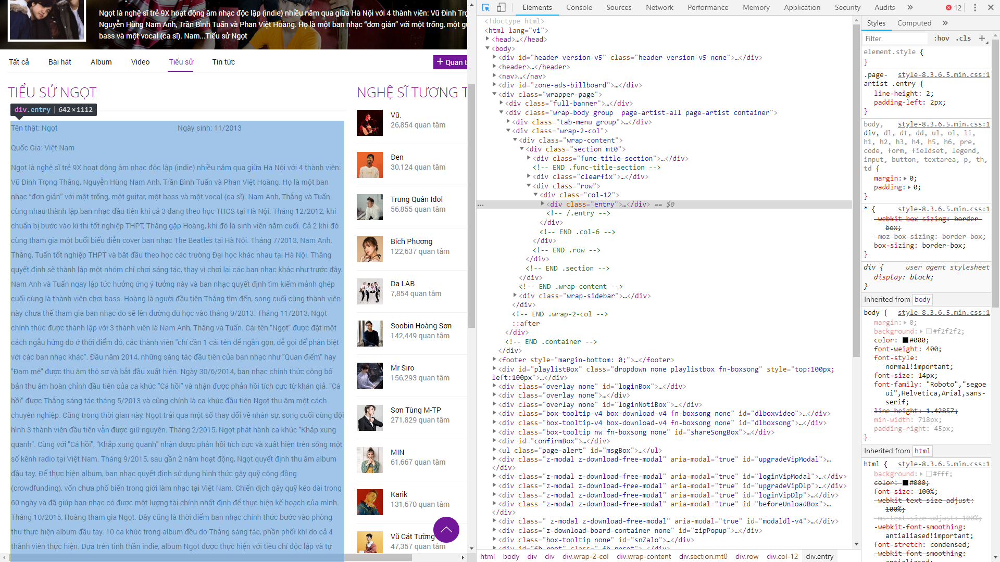 Ngọt là nghệ sĩ trẻ 9X hoạt động âm nhạc độc lập (indie) nhiều năm qua giữa Hà Nội với 4 thành viên: Vũ Đinh Trọ
Nguyễn Hùng Nam Anh, Trần Bình Tuấn và Phan Việt Hoàng. Họ là một ban nhạc “đơn giản” với một trống, một gu
bass và một vocal (ca sĩ). Nam...Tiểu sử Ngọt
Tất cả Bài hát Album Video Tiểu sử Tin tức + Quan t
TIỂU SỬ NGỌT
div.entry | 642×1112
Tên thật: Ngọt Ngày sinh: 11/2013
Quốc Gia: Việt Nam
Ngọt là nghệ sĩ trẻ 9X hoạt động âm nhạc độc lập (indie) nhiều năm qua giữa Hà Nội với 4 thành viên:
Vũ Đinh Trọng Thắng, Nguyễn Hùng Nam Anh, Trần Bình Tuấn và Phan Việt Hoàng. Họ là một ban
nhạc “đơn giản” với một trống, một guitar, một bass và một vocal (ca sĩ). Nam Anh, Thắng và Tuấn
cùng nhau thành lập ban nhạc đầu tiên khi cả 3 đang theo học THCS tại Hà Nội. Tháng 12/2012, khi
chuẩn bị bước vào kì thi tốt nghiệp THPT, Thắng gặp Hoàng, khi đó là sinh viên năm cuối. Cả 2 khi đó
cùng tham gia một buổi biểu diễn cover ban nhạc The Beatles tại Hà Nội. Tháng 7/2013, Nam Anh,
Thắng, Tuấn tốt nghiệp THPT và bắt đầu theo học các trường Đại học khác nhau tại Hà Nội. Thắng
quyết định sẽ thành lập một nhóm chỉ chơi sáng tác, thay vì chơi lại các ban nhạc khác như trước đây.
Nam Anh và Tuấn ngay lập tức hưởng ứng ý tưởng này và ban nhạc quyết định tìm kiếm mảnh ghép
cuối cùng là thành viên chơi bass. Hoàng là người đầu tiên Thắng tìm đến, song cuối cùng thành viên
này chưa thể tham gia ban nhạc do sẽ lên đường du học vào tháng 9/2013. Tháng 11/2013, Ngọt
chính thức được thành lập với 3 thành viên là Nam Anh, Thắng và Tuấn. Cái tên "Ngọt" được đặt một
cách ngẫu hứng do ở thời điểm đó, các thành viên "chỉ cần 1 cái tên để ngắn gọn, dễ gọi để phân biệt
với các ban nhạc khác". Đầu năm 2014, những sáng tác đầu tiên của ban nhạc như "Quan điểm" hay
"Đam mê" được thu âm thô sơ và bắt đầu xuất hiện. Ngày 30/6/2014, ban nhạc chính thức công bố
bản thu âm hoàn chỉnh đầu tiên của ca khúc "Cá hồi" và nhận được phản hồi tích cực từ khán giả. "Cá
hồi" được Thắng sáng tác tháng 5/2013 và cũng chính là ca khúc đầu tiên Ngọt thu âm một cách
chuyên nghiệp. Cũng trong thời gian này, Ngọt trải qua một số thay đổi về nhân sự, song cuối cùng đội
hình 3 thành viên đầu tiên vẫn được giữ nguyên. Tháng 2/2015, Ngọt phát hành ca khúc "Khắp xung
quanh". Cùng với "Cá hồi", "Khắp xung quanh" nhận được phản hồi tích cực và xuất hiện trên sóng một
số kênh radio tại Việt Nam. Tháng 9/2015, sau gần 2 năm hoạt động, Ngọt quyết định thu âm album
đầu tay. Để thực hiện album, ban nhạc quyết định sử dụng hình thức gây quỹ cộng đồng
(crowdfunding), vốn chưa phổ biến trong giới làm nhạc tại Việt Nam. Chiến dịch gây quỹ kéo dài trong
60 ngày và đã giúp ban nhạc có được một lượng tài chính nhất định để thực hiện kế hoạch của mình.
Tháng 10/2015, Hoàng tham gia Ngọt. Đây cũng là thời điểm ban nhạc chính thức bước vào phòng
thu thực hiện album đầu tay. 10 ca khúc trong album đều do Thắng sáng tác, phần phối khí do cả 4
thành viên thực hiện. Dựa trên tinh thần indie, album Ngọt được thực hiện với tiêu chí độc lập và tự
NGHỆ SĨ TƯƠNG T
Vũ.
26,854 quan tâm
Đen
30,124 quan tâm
Trung Quân Idol
56,855 quan tâm
Bích Phương
122,637 quan tâm
Da LAB
7,854 quan tâm
Soobin Hoàng Sơn
142,449 quan tâm
Mr Siro
156,293 quan tâm
Sơn Tùng M-TP
271,829 quan tâm
MIN
61,667 quan tâm
Karik
131,670 quan tâm
Vũ Cát Tường
47,357 quan tâm
Elements Console Sources Network Performance Memory Application Security Audits » 12
<!doctype html>
<html lang="vi">
<head>…</head>
<body>
<div id="header-version-v5" class="header-version-v5 none">…</div>
<header>…</header>
<nav>…</nav>
<div id="zone-ads-billboard">…</div>
<div class="wrapper-page">
<div class="full-banner">…</div>
<div class="wrap-body group  page-artist-all page-artist container">
<div class="tab-menu group">…</div>
<div class="wrap-2-col">
<div class="wrap-content">
<div class="section mt0">
<div class="func-title-section">…</div>
<!-- END .func-title-section -->
<div class="clearfix">…</div>
<div class="row">
<div class="col-12">
… <div class="entry">…</div> == $0
<!-- /.entry -->
</div>
<!-- END .col-6 -->
</div>
<!-- END .row -->
</div>
<!-- END .section -->
</div>
<!-- END .wrap-content -->
<div class="wrap-sidebar">…</div>
</div>
<!-- END .wrap-2-col -->
::after
</div>
<!-- END .container -->
</div>
<footer style="margin-bottom: 0;">…</footer>
<div id="playlistBox" class="dropdown none playlistbox fn-boxsong" style="top:100px;
left:100px">…</div>
<div class="overlay none" id="loginBox">…</div>
<div class="overlay none">…</div>
<div class="overlay none" id="loginNotiBox">…</div>
<div class="box-tooltip-v4 box-download-v4 fn-boxsong none" id="dlboxvideo">…</div>
<div class="box-tooltip-v4 box-download-v4 fn-boxsong none" id="dlboxsong">…</div>
<div class="box-tooltip nw fn-boxsong none" id="shareSongBox">…</div>
<div id="confirmBox">…</div>
<ul class="page-alert" id="msgBox">…</ul>
<div class="z-modal z-download-free-modal" aria-modal="true" id="upgradeVipModal">…
</div>
<div class="z-modal z-download-free-modal" aria-modal="true" id="loginVipModal">…</div>
<div class="z-modal z-download-free-modal" aria-modal="true" id="upgradeVipDlp">…</div>
<div class="z-modal z-download-free-modal" aria-modal="true" id="loginVipDlp">…</div>
<div class="z-modal z-download-free-modal" aria-modal="true" id="beforeUnloadBox">…
</div>
<div class=" z-modal z-download-free-modal" aria-modal="true" id="modaldl-v4">…</div>
<div class="z-download-board-container none" id="zipPopup">…</div>
<div class="box-tooltip none" id="snZalo">…</div>
<div id="fb-root" class=" fb_reset">…</div>
html body div div div.wrap-2-col div.wrap-content div.section.mt0 div.row div.col-12 div.entry
Styles Computed »
Filter :hov .cls +
element.style {
}
.page-artist .entry { style-8.3.6.5.min.css:1
line-height: 2;
padding-left: 2px;
}
body, style-8.3.6.5.min.css:1
div, dl, dt, dd, ul, ol, li,
h1, h2, h3, h4, h5, h6, pre,
code, form, fieldset, legend,
input, button, textarea, p, th,
td {
margin: 0;
padding: 0;
}
* { style-8.3.6.5.min.css:1
-webkit-box-sizing: border-
box;
-moz-box-sizing: border-box;
box-sizing: border-box;
}
div { user agent stylesheet
display: block;
}
Inherited from body
body { style-8.3.6.5.min.css:1
margin: 0;
background: #f2f2f2;
color: #000;
font-weight: 400;
font-style:
normal!important;
font-size: 14px;
font-family: "Roboto","segoe
ui",Helvetica,Arial,sans-
serif;
line-height: 1.42857;
min-width: 718px;
padding-right: 45px;
}
Inherited from html
html { style-8.3.6.5.min.css:1
background: #fff;
color: #000;
font-size: 100%;
-webkit-text-size-adjust:
100%;
-ms-text-size-adjust: 100%;
-webkit-font-smoothing:
antialiased!important;
font-stretch: condensed;
-webkit-font-smoothing:
antialiased;